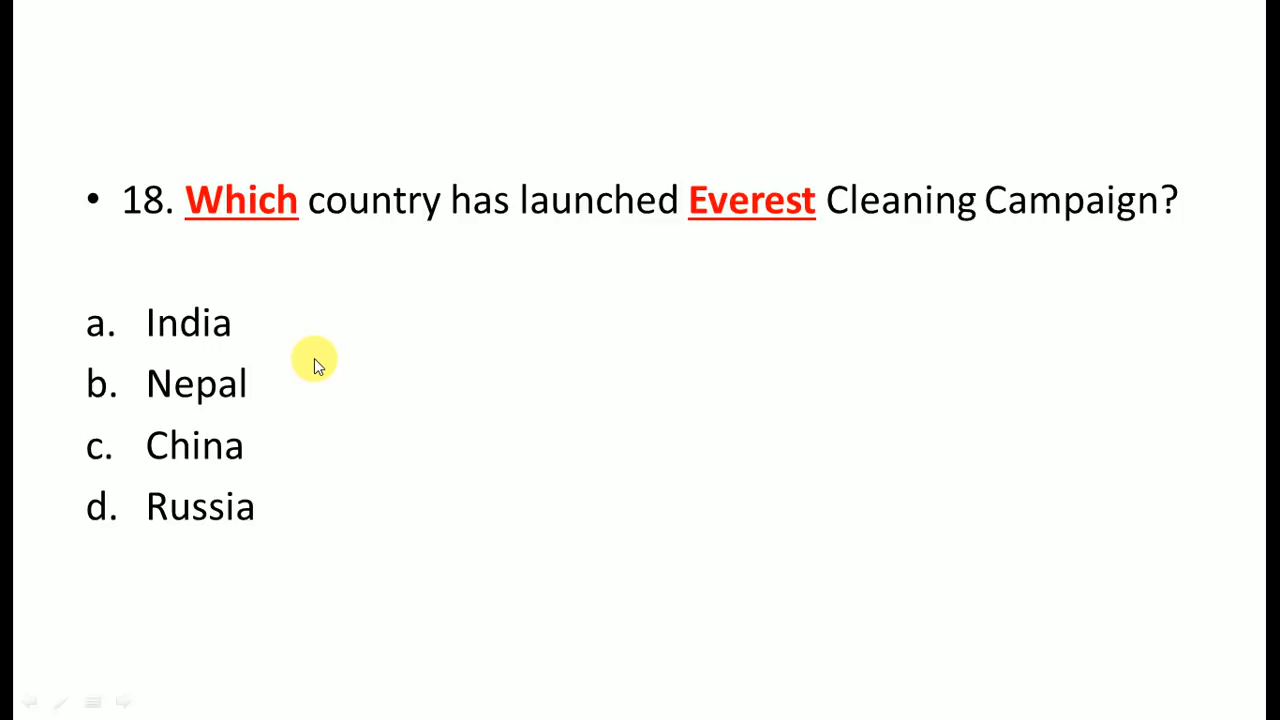 • 18. Which country has launched Everest Cleaning Campaign?
a. India
b. Nepal
c. China
d. Russia